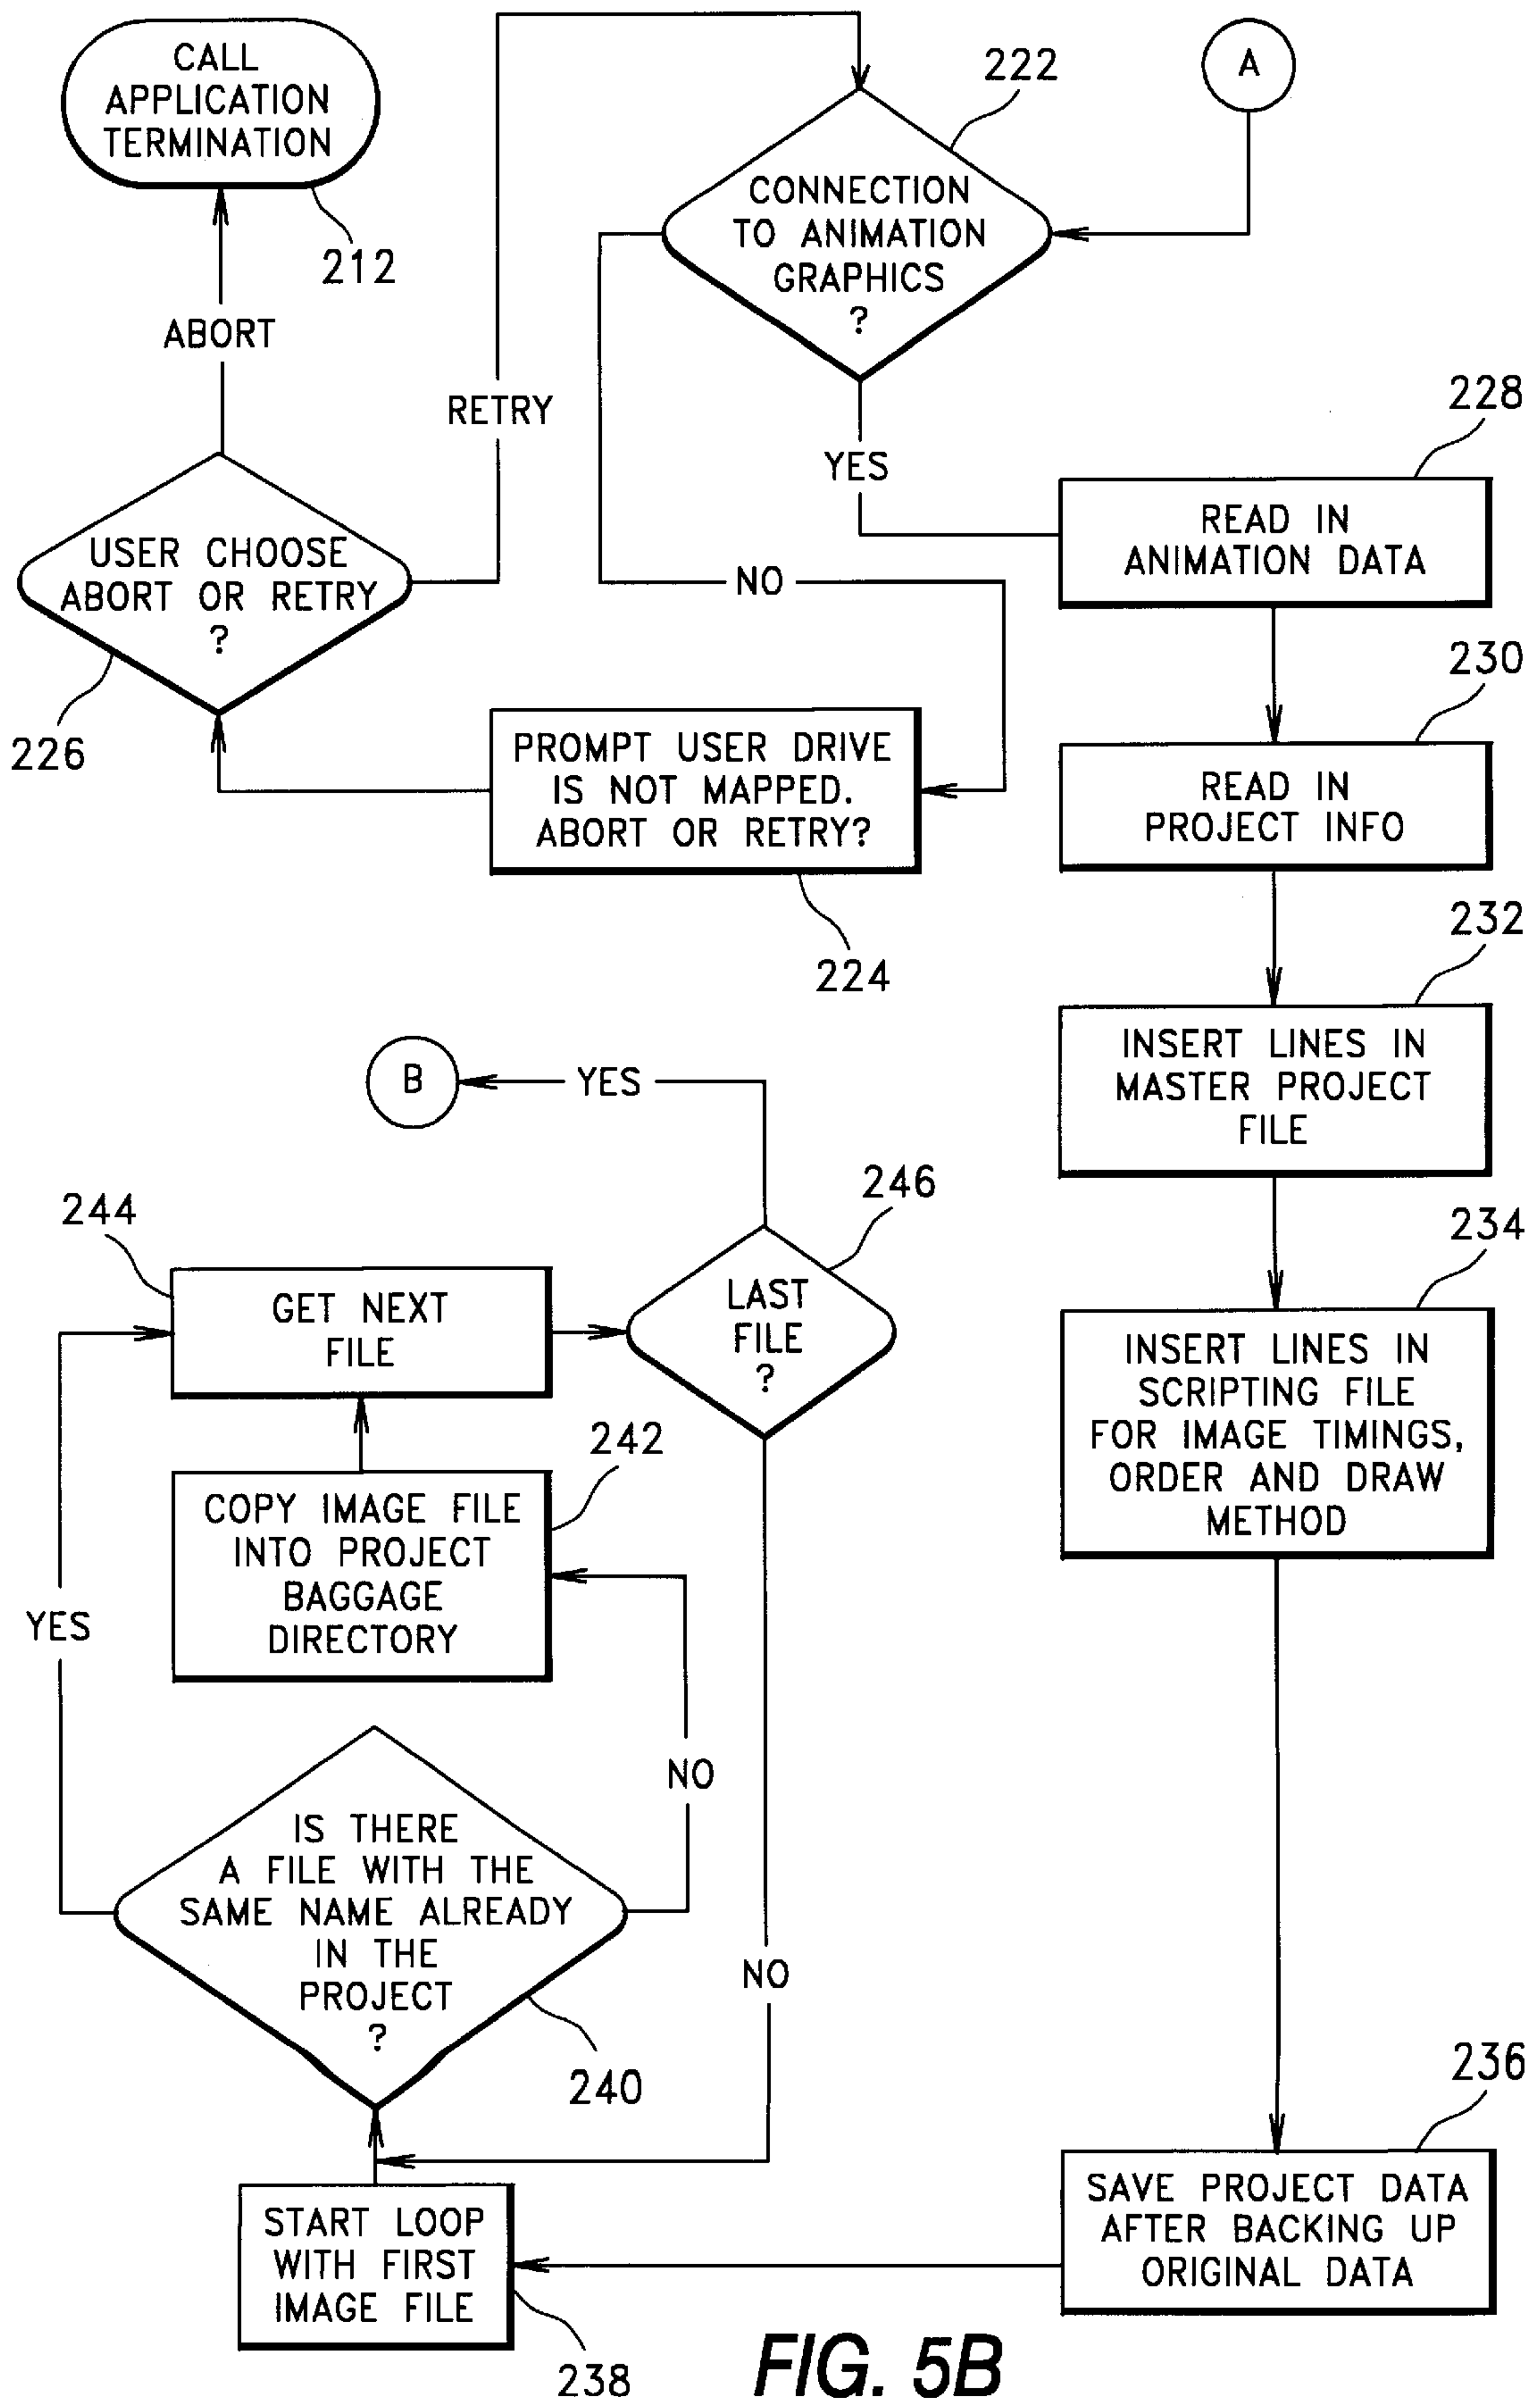 CALL
APPLICATION
TERMINATION
212
ABORT
222
A
CONNECTION
TO ANIMATION
GRAPHICS
?
RETRY
YES
228
READ IN
ANIMATION DATA
USER CHOOSE
ABORT OR RETRY
?
226
NO
230
READ IN
PROJECT INFO
PROMPT USER DRIVE
IS NOT MAPPED.
ABORT OR RETRY?
224
232
INSERT LINES IN
MASTER PROJECT
FILE
B
YES
246
LAST
FILE
?
244
GET NEXT
FILE
234
INSERT LINES IN
SCRIPTING FILE
FOR IMAGE TIMINGS,
ORDER AND DRAW
METHOD
242
COPY IMAGE FILE
INTO PROJECT
BAGGAGE
DIRECTORY
YES
NO
IS THERE
A FILE WITH THE
SAME NAME ALREADY
IN THE
PROJECT
?
240
NO
236
SAVE PROJECT DATA
AFTER BACKING UP
ORIGINAL DATA
START LOOP
WITH FIRST
IMAGE FILE
238
FIG. 5B